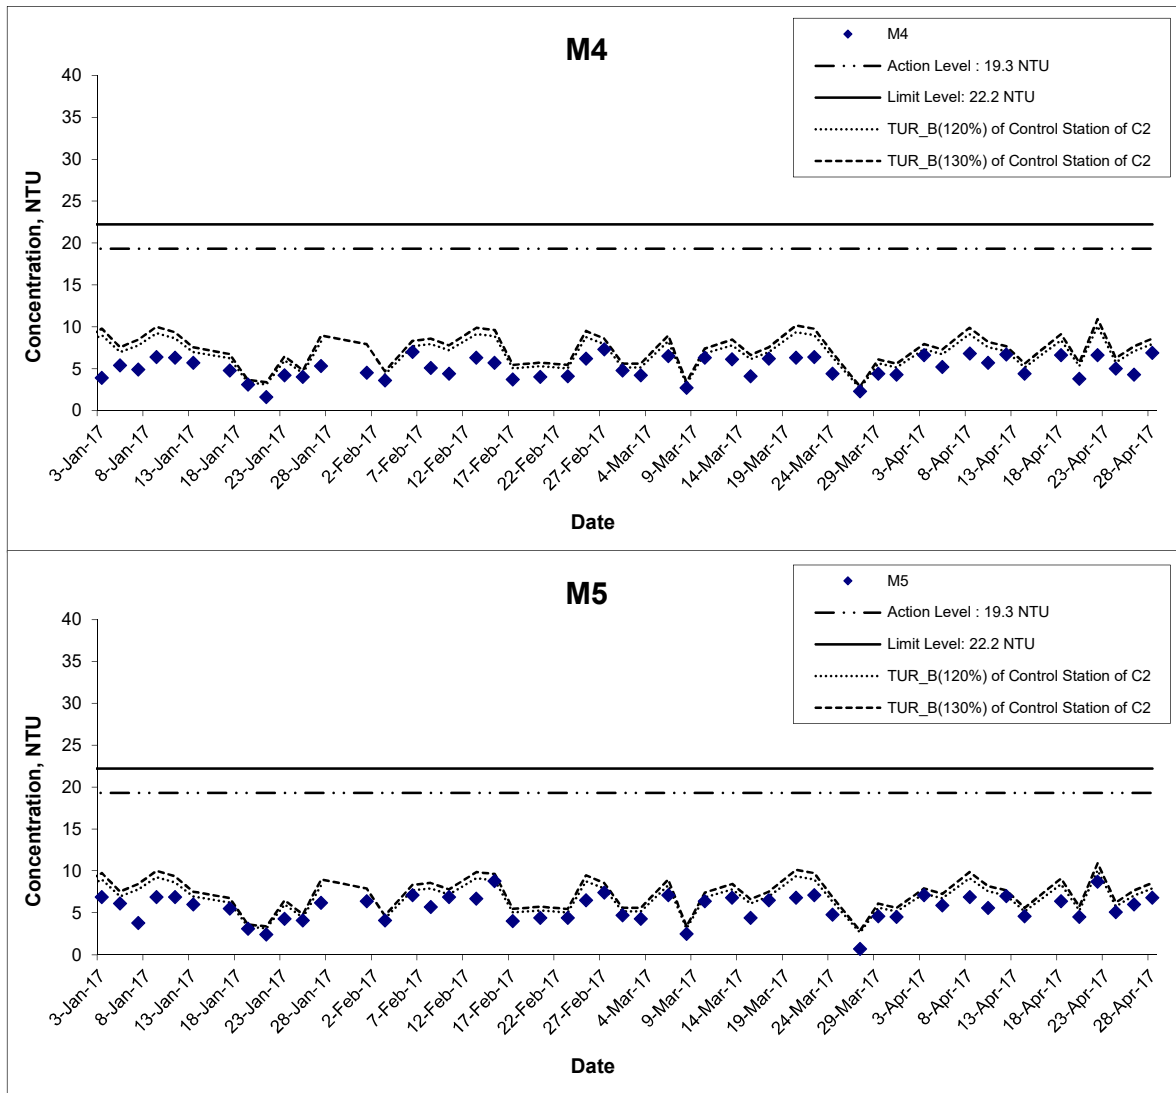 M4
M4
Action Level : 19.3 NTU
Limit Level: 22.2 NTU
TUR_B(120%) of Control Station of C2
TUR_B(130%) of Control Station of C2
Concentration, NTU
40
35
30
25
20
15
10
5
0
3-Jan-17
8-Jan-17
13-Jan-17
18-Jan-17
23-Jan-17
28-Jan-17
2-Feb-17
7-Feb-17
12-Feb-17
17-Feb-17
22-Feb-17
27-Feb-17
4-Mar-17
9-Mar-17
14-Mar-17
19-Mar-17
24-Mar-17
29-Mar-17
3-Apr-17
8-Apr-17
13-Apr-17
18-Apr-17
23-Apr-17
28-Apr-17
Date
M5
M5
Action Level : 19.3 NTU
Limit Level: 22.2 NTU
TUR_B(120%) of Control Station of C2
TUR_B(130%) of Control Station of C2
Concentration, NTU
40
35
30
25
20
15
10
5
0
3-Jan-17
8-Jan-17
13-Jan-17
18-Jan-17
23-Jan-17
28-Jan-17
2-Feb-17
7-Feb-17
12-Feb-17
17-Feb-17
22-Feb-17
27-Feb-17
4-Mar-17
9-Mar-17
14-Mar-17
19-Mar-17
24-Mar-17
29-Mar-17
3-Apr-17
8-Apr-17
13-Apr-17
18-Apr-17
23-Apr-17
28-Apr-17
Date